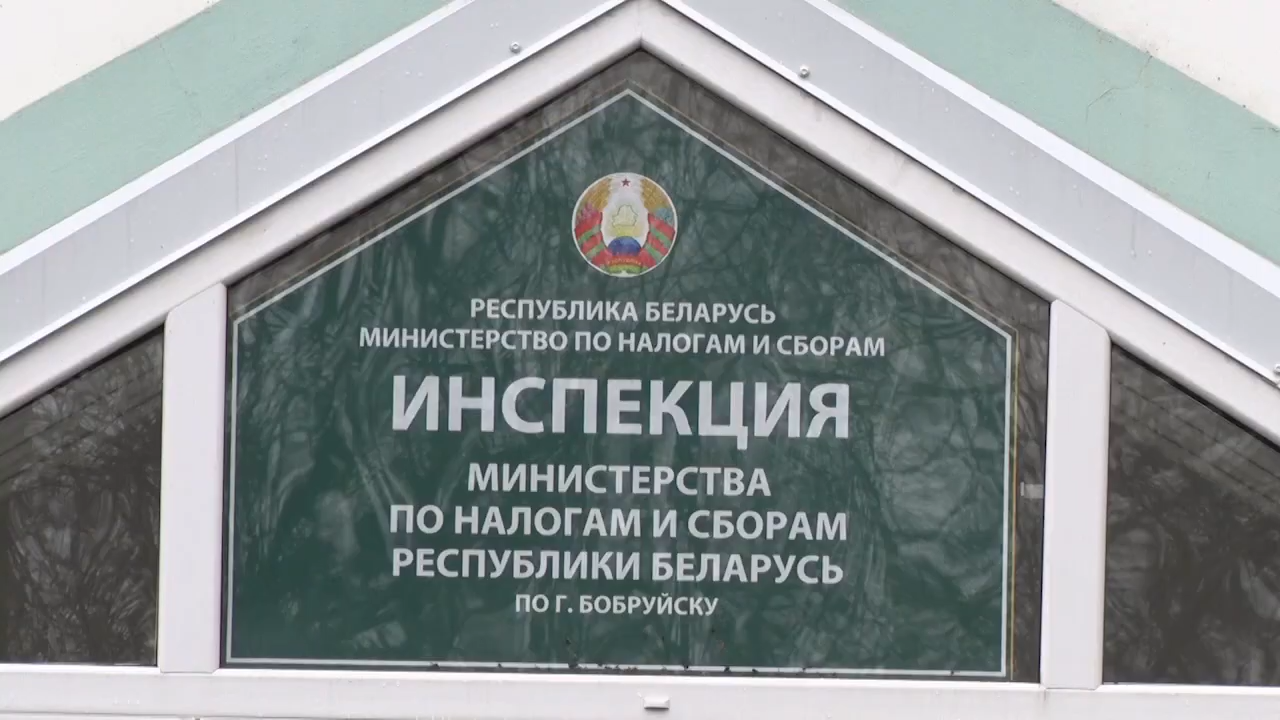 РЕСПУБЛИКА БЕЛАРУСЬ
МИНИСТЕРСТВО ПО НАЛОГАМ И СБОРАМ
ИНСПЕКЦИЯ
МИНИСТЕРСТВА
ПО НАЛОГАМ И СБОРАМ
РЕСПУБЛИКИ БЕЛАРУСЬ
ПО Г. БОБРУЙСКУ